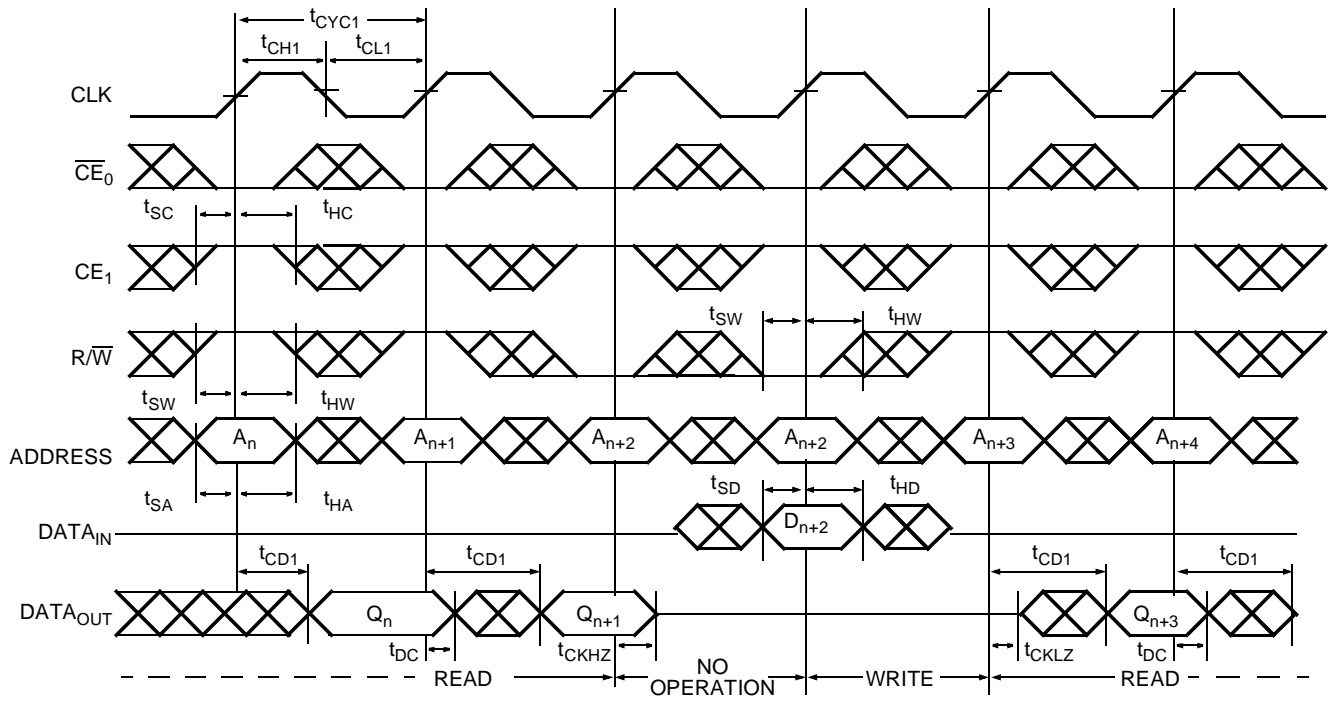 tCYC1
tCH1 tCL1
CLK
CE0
tSC tHC
CE1
tSW tHW
R/W
tSW tHW
ADDRESS An An+1 An+2 An+2 An+3 An+4
tSA tHA tSD tHD
DATAIN Dn+2
tCD1 tCD1 tCD1 tCD1
DATAOUT Qn Qn+1 Qn+3
tDC tCKHZ tCKLZ tDC
READ NO OPERATION WRITE READ